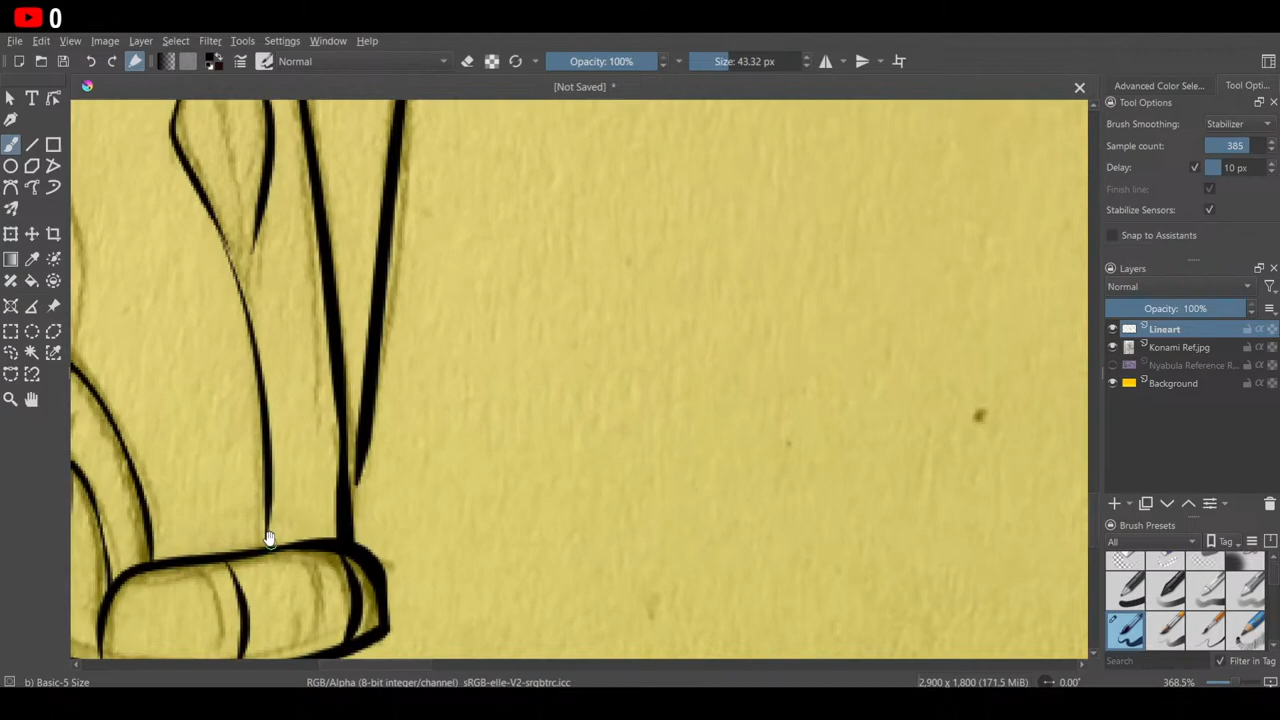 0
File Edit View Image Layer Select Filter Tools Settings Window Help
Normal Opacity: 100% Size: 43.32 px
[Not Saved] *
Advanced Color Sele... Tool Opti...
Tool Options
Brush Smoothing: Stabilizer
Sample count: 385
Delay: 10 px
Finish line:
Stabilize Sensors:
Snap to Assistants
Layers
Normal
Opacity: 100%
Lineart
Konami Ref.jpg
Nyabula Reference R...
Background
Brush Presets
All Tag
Search Filter in Tag
b) Basic-5 Size RGB/Alpha (8-bit integer/channel) sRGB-elle-V2-srgbtrc.icc 2,900 x 1,800 (171.5 MiB) 0.00° 368.5%